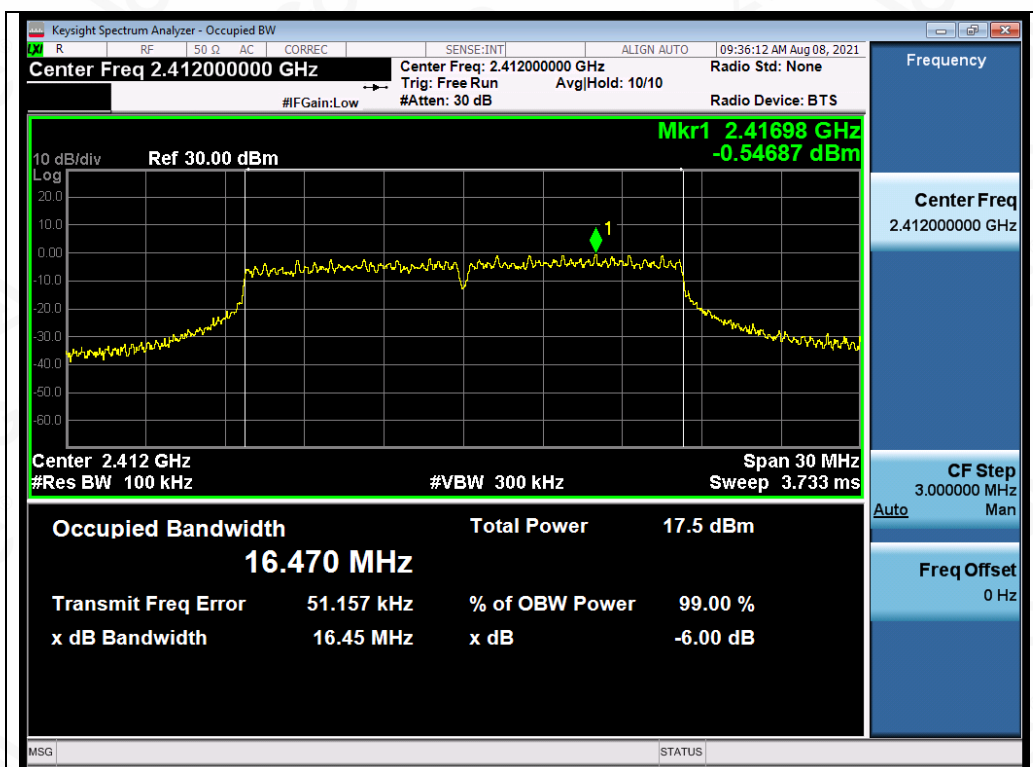 Keysight Spectrum Analyzer - Occupied BW
LXI R RF 50 Ω AC CORREC SENSE:INT ALIGN AUTO 09:36:12 AM Aug 08, 2021
Center Freq 2.412000000 GHz
Center Freq: 2.412000000 GHz
Radio Std: None
Trig: Free Run Avg|Hold: 10/10
#IFGain:Low
#Atten: 30 dB
Radio Device: BTS
Frequency
Mkr1 2.41698 GHz
-0.54687 dBm
10 dB/div Ref 30.00 dBm
Log
20.0
10.0
0.00
-10.0
-20.0
-30.0
-40.0
-50.0
-60.0
1
Center 2.412 GHz Span 30 MHz
#Res BW 100 kHz #VBW 300 kHz Sweep 3.733 ms
Occupied Bandwidth Total Power 17.5 dBm
16.470 MHz
Transmit Freq Error 51.157 kHz % of OBW Power 99.00 %
x dB Bandwidth 16.45 MHz x dB -6.00 dB
Center Freq
2.412000000 GHz
CF Step
3.000000 MHz
Auto Man
Freq Offset
0 Hz
MSG STATUS